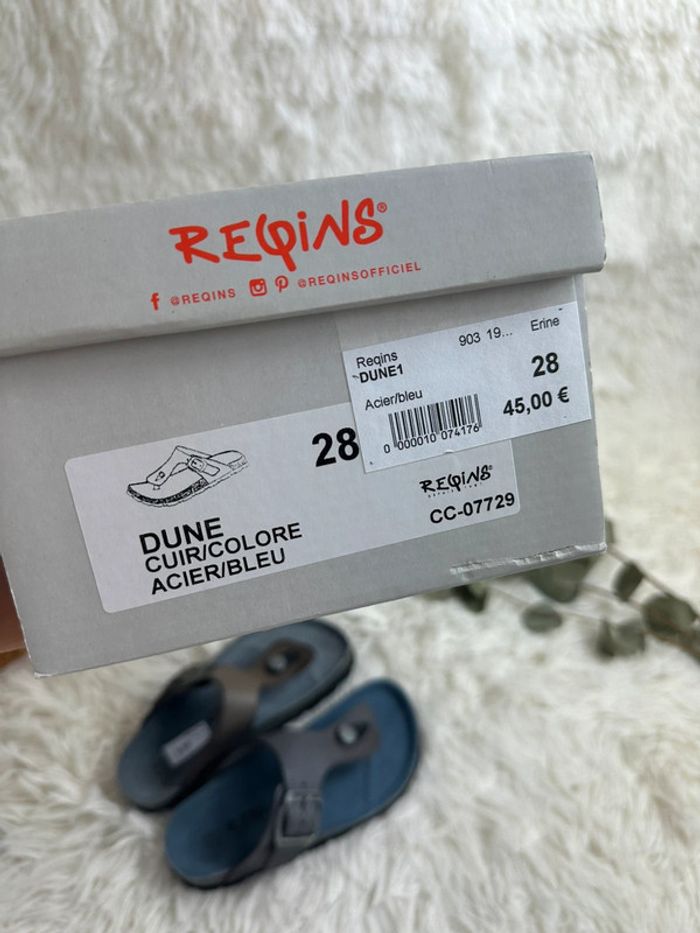 REQINS®
@REQINS @REQINSOFFICIEL
Reqins 903 19... Erine
DUNE1 28
Acier/bleu 45,00 €
0 000010 074176
28
REQINS
CC-07729
DUNE
CUIR/COLORE
ACIER/BLEU